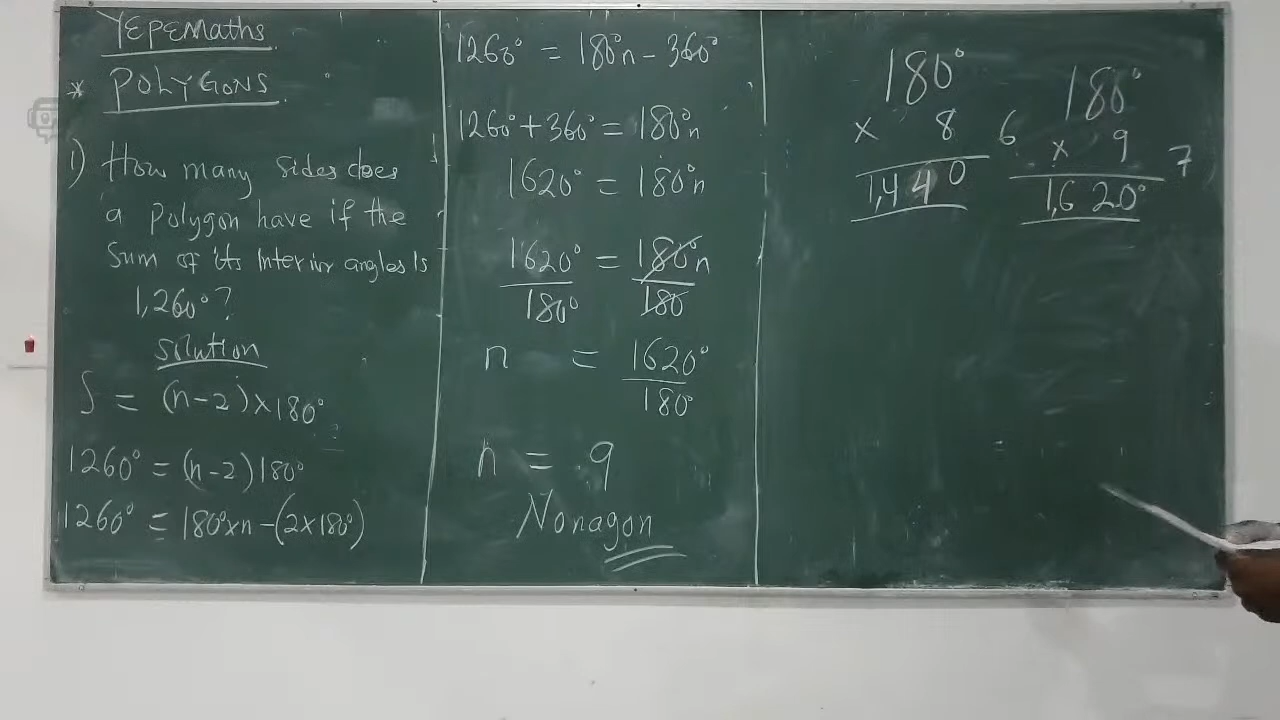 YEPEMaths
* POLYGONS.
1) How many sides does
a polygon have if the
sum of its interior angles is
1,260°?
Solution
S = (n-2)×180°
1260° = (n-2)180°
1260° = 180°×n-(2×180°)
1260° = 180°n - 360°
1260°+360° = 180°n
1620° = 180°n
1620° = 180°n
180° 180
n = 1620°
180°
n = 9
Nonagon
180°
× 8 6
1,440
180°
× 9 7
1,620°